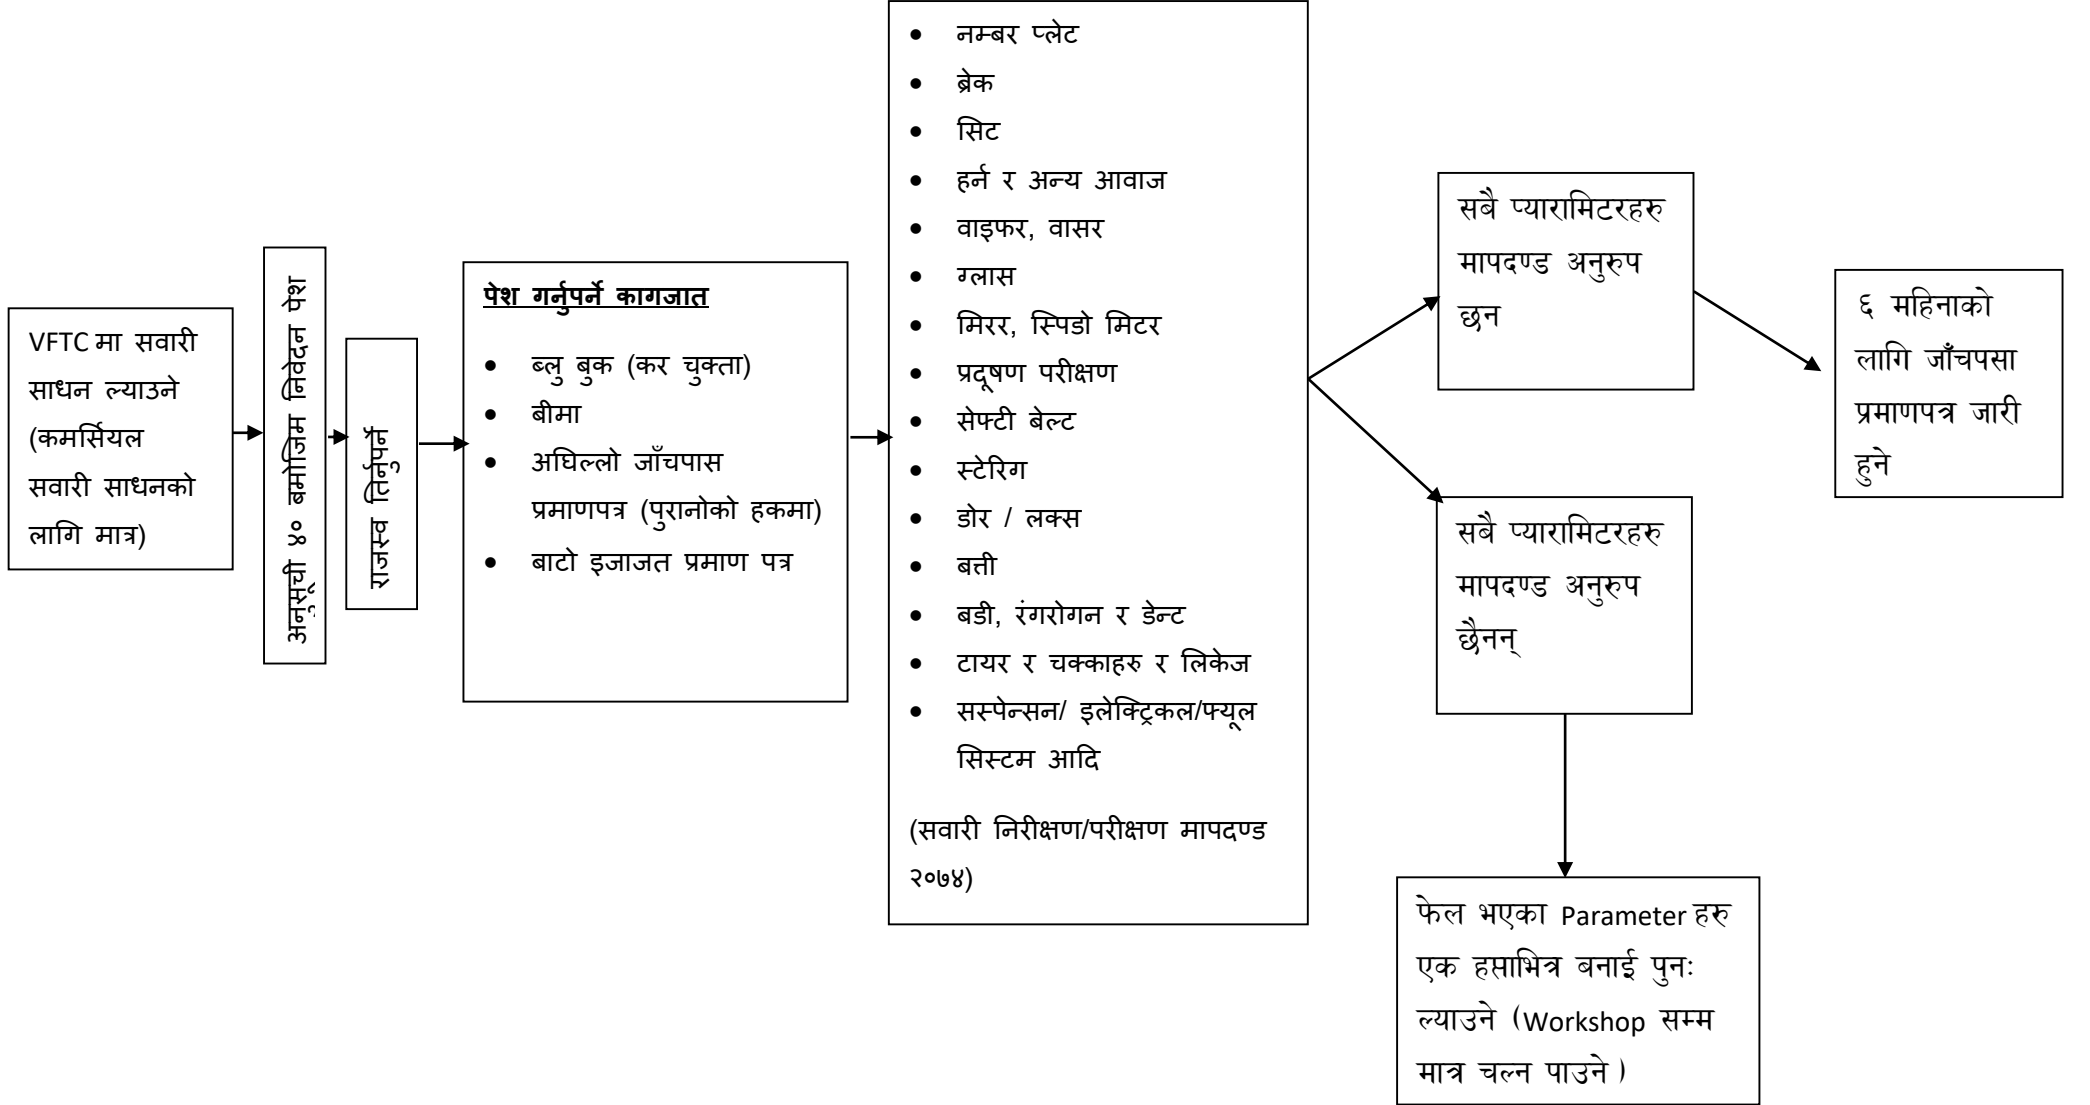 VFTC मा सवारी
साधन ल्याउने
(कमर्सियल
सवारी साधनको
लागि मात्र)
अनुसूची ४० बमोजिम निवेदन पेश
राजस्व तिर्नुपर्ने
पेश गर्नुपर्ने कागजात
• ब्लु बुक (कर चुक्ता)
• बीमा
• अघिल्लो जाँचपास
प्रमाणपत्र (पुरानोको हकमा)
• बाटो इजाजत प्रमाण पत्र
• नम्बर प्लेट
• ब्रेक
• सिट
• हर्न र अन्य आवाज
• वाइफर, वासर
• ग्लास
• मिरर, स्पिडो मिटर
• प्रदूषण परीक्षण
• सेफ्टी बेल्ट
• स्टेरिग
• डोर / लक्स
• बत्ती
• बडी, रंगरोगन र डेन्ट
• टायर र चक्काहरु र लिकेज
• सस्पेन्सन/ इलेक्ट्रिकल/फ्यूल
सिस्टम आदि
(सवारी निरीक्षण/परीक्षण मापदण्ड
२०७४)
सबै प्यारामिटरहरु
मापदण्ड अनुरुप
छन
६ महिनाको
लागि जाँचपसा
प्रमाणपत्र जारी
हुने
सबै प्यारामिटरहरु
मापदण्ड अनुरुप
छैनन्
फेल भएका Parameter हरु
एक हप्ताभित्र बनाई पुनः
ल्याउने (Workshop सम्म
मात्र चल्न पाउने )